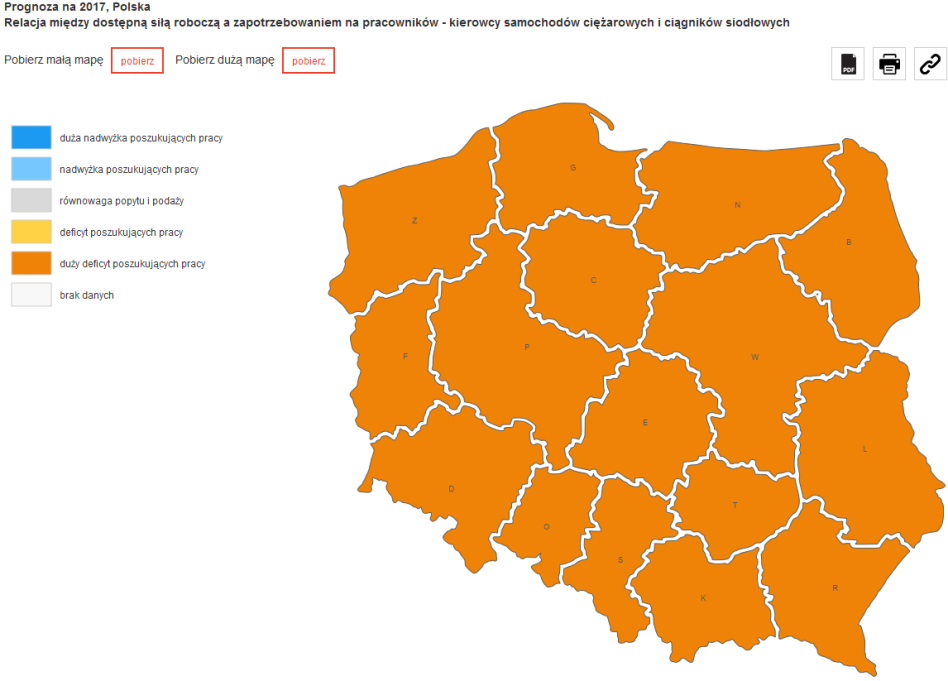 Prognoza na 2017, Polska
Relacja między dostępną siłą roboczą a zapotrzebowaniem na pracowników - kierowcy samochodów ciężarowych i ciągników siodłowych
Pobierz małą mapę pobierz Pobierz dużą mapę pobierz
PDF
duża nadwyżka poszukujących pracy
nadwyżka poszukujących pracy
równowaga popytu i podaży
deficyt poszukujących pracy
duży deficyt poszukujących pracy
brak danych
G
N
Z
B
C
P
F
W
E
L
D
T
O
S
R
K